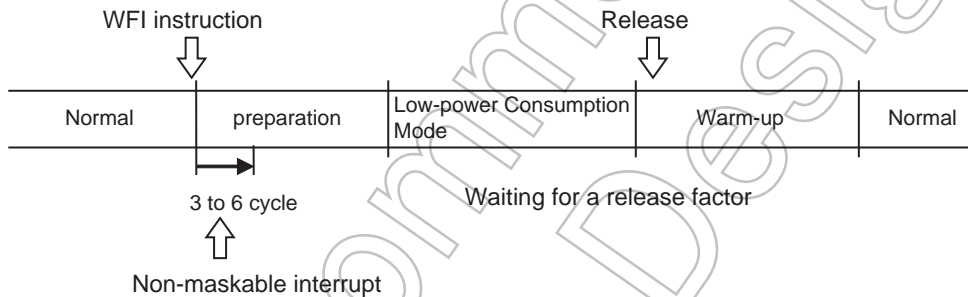 WFI instruction
Release
Normal
preparation
Low-power Consumption
Mode
Warm-up
Normal
3 to 6 cycle
Waiting for a release factor
Non-maskable interrupt